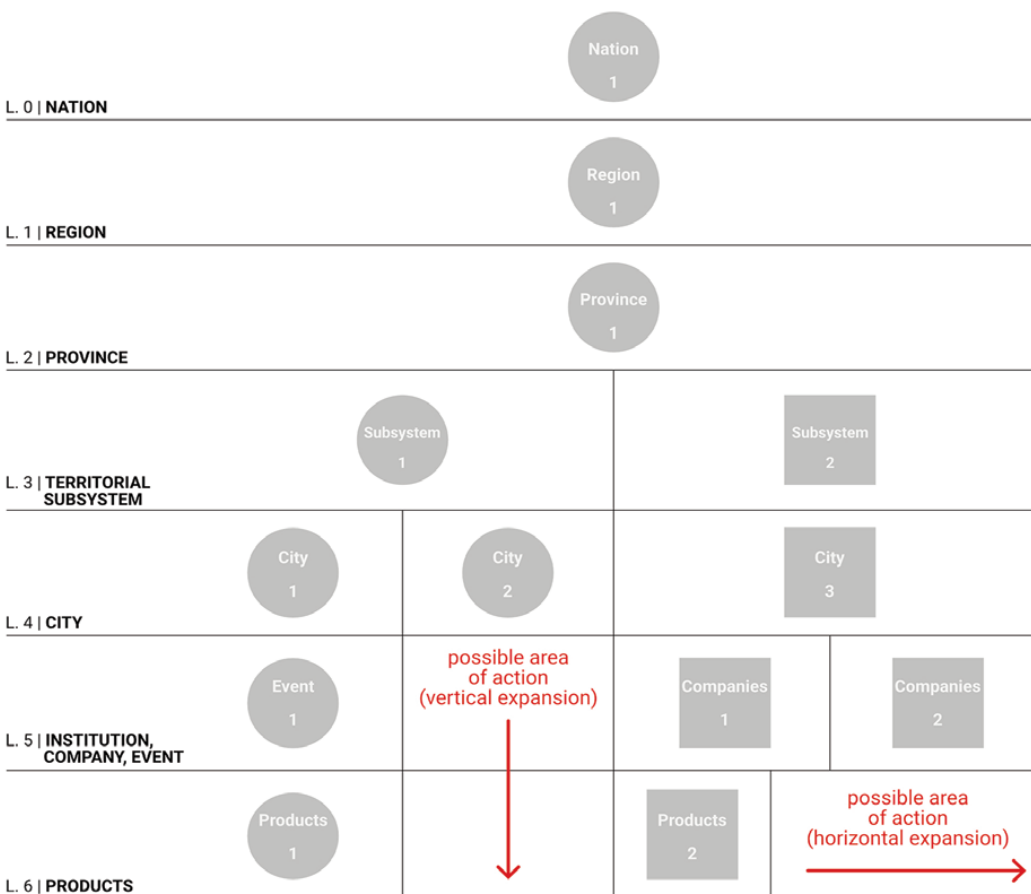 Nation
1
L. 0 | NATION
Region
1
L. 1 | REGION
Province
1
L. 2 | PROVINCE
Subsystem
1
Subsystem
2
L. 3 | TERRITORIAL
SUBSYSTEM
City
1
City
2
City
3
L. 4 | CITY
Event
1
possible area
of action
(vertical expansion)
Companies
1
Companies
2
L. 5 | INSTITUTION,
COMPANY, EVENT
Products
1
Products
2
possible area
of action
(horizontal expansion)
L. 6 | PRODUCTS